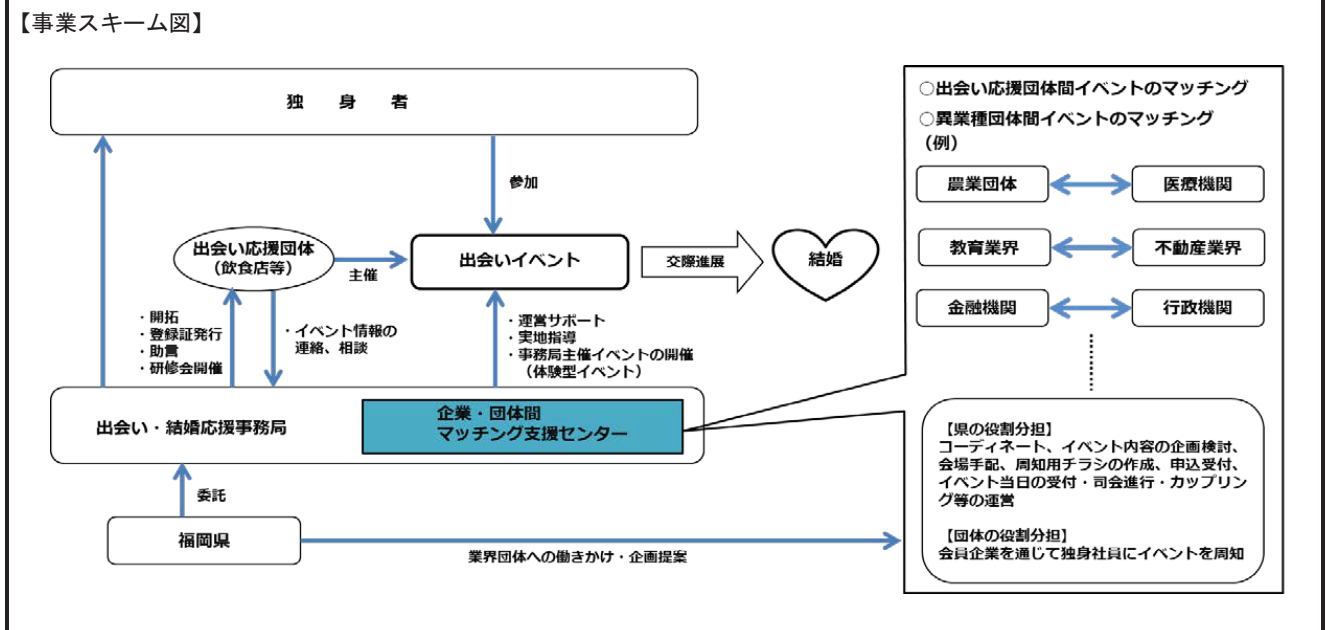 【事業スキーム図】
独 身 者
参加
出会い応援団体
(飲食店等)
主催
出会いイベント
交際進展
結婚
・開拓
・登録証発行
・助言
・研修会開催
・イベント情報の
連絡、相談
・運営サポート
・実地指導
・事務局主催イベントの開催
（体験型イベント）
出会い・結婚応援事務局
企業・団体間
マッチング支援センター
委託
福岡県
業界団体への働きかけ・企画提案
○出会い応援団体間イベントのマッチング
○異業種団体間イベントのマッチング
（例）
農業団体
医療機関
教育業界
不動産業界
金融機関
行政機関
【県の役割分担】
コーディネート、イベント内容の企画検討、
会場手配、周知用チラシの作成、申込受付、
イベント当日の受付・司会進行・カップリン
グ等の運営
【団体の役割分担】
会員企業を通じて独身社員にイベントを周知